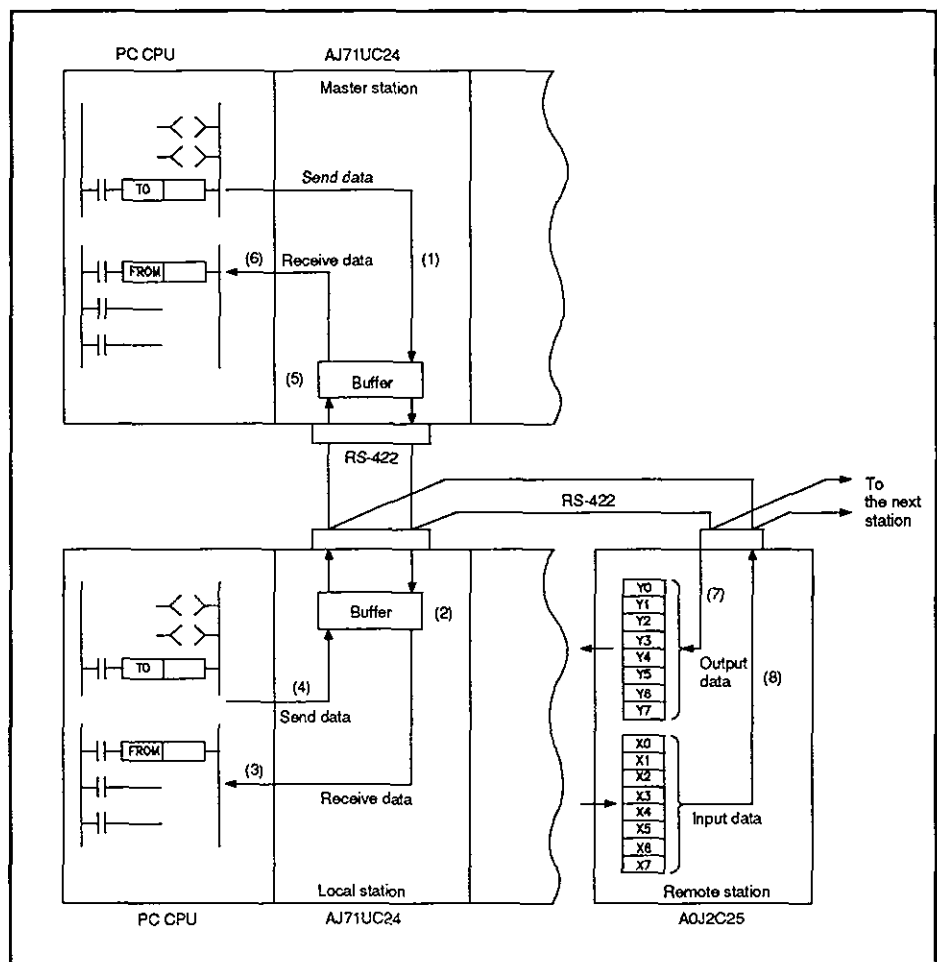 PC CPU
AJ71UC24
Master station
TO
Send data
(1)
(6)
Receive data
FROM
(5)
Buffer
RS-422
RS-422
To
the next
station
Buffer
(2)
TO
(4)
Send data
FROM
(3)
Receive data
Local station
PC CPU
AJ71UC24
Y0
Y1
Y2
Y3
Y4
Y5
Y6
Y7
(7)
Output
data
(8)
X0
X1
X2
X3
X4
X5
X6
X7
Input data
Remote station
A0J2C25